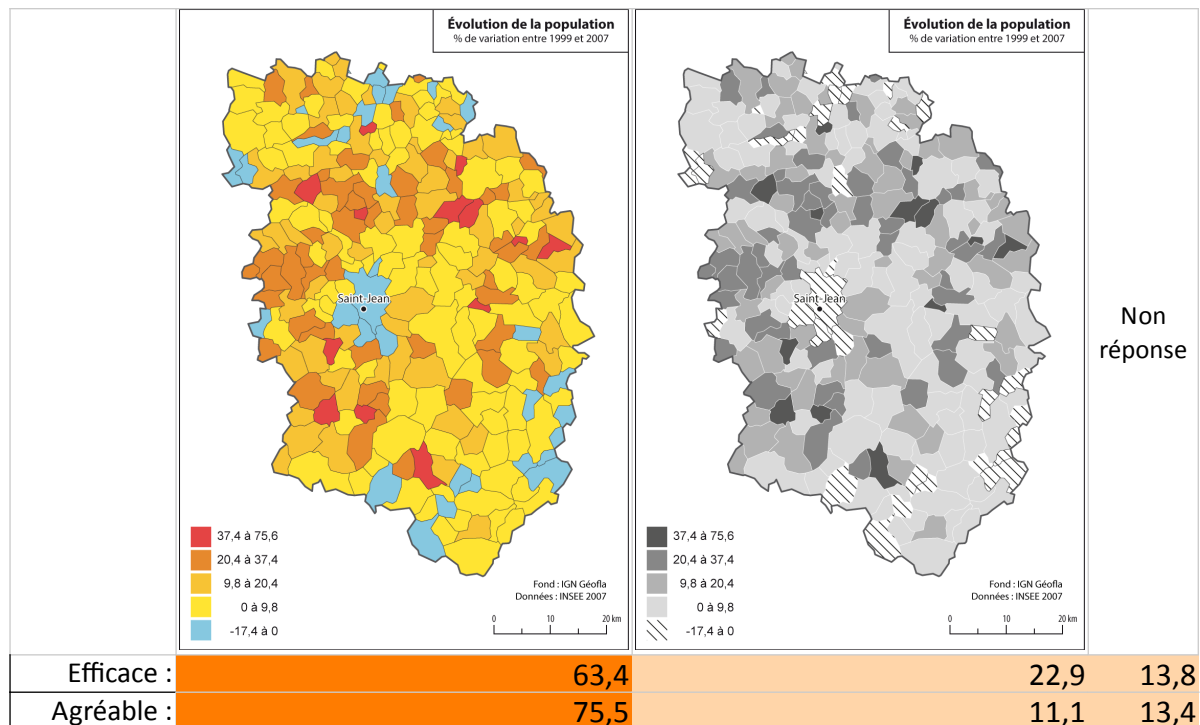 Évolution de la population
% de variation entre 1999 et 2007
Saint-Jean
37,4 à 75,6
20,4 à 37,4
9,8 à 20,4
0 à 9,8
-17,4 à 0
Fond : IGN Géofla
Données : INSEE 2007
0 10 20 km
Évolution de la population
% de variation entre 1999 et 2007
Saint-Jean
37,4 à 75,6
20,4 à 37,4
9,8 à 20,4
0 à 9,8
-17,4 à 0
Fond : IGN Géofla
Données : INSEE 2007
0 10 20 km
Non
réponse
Efficace : 63,4 22,9 13,8
Agréable : 75,5 11,1 13,4